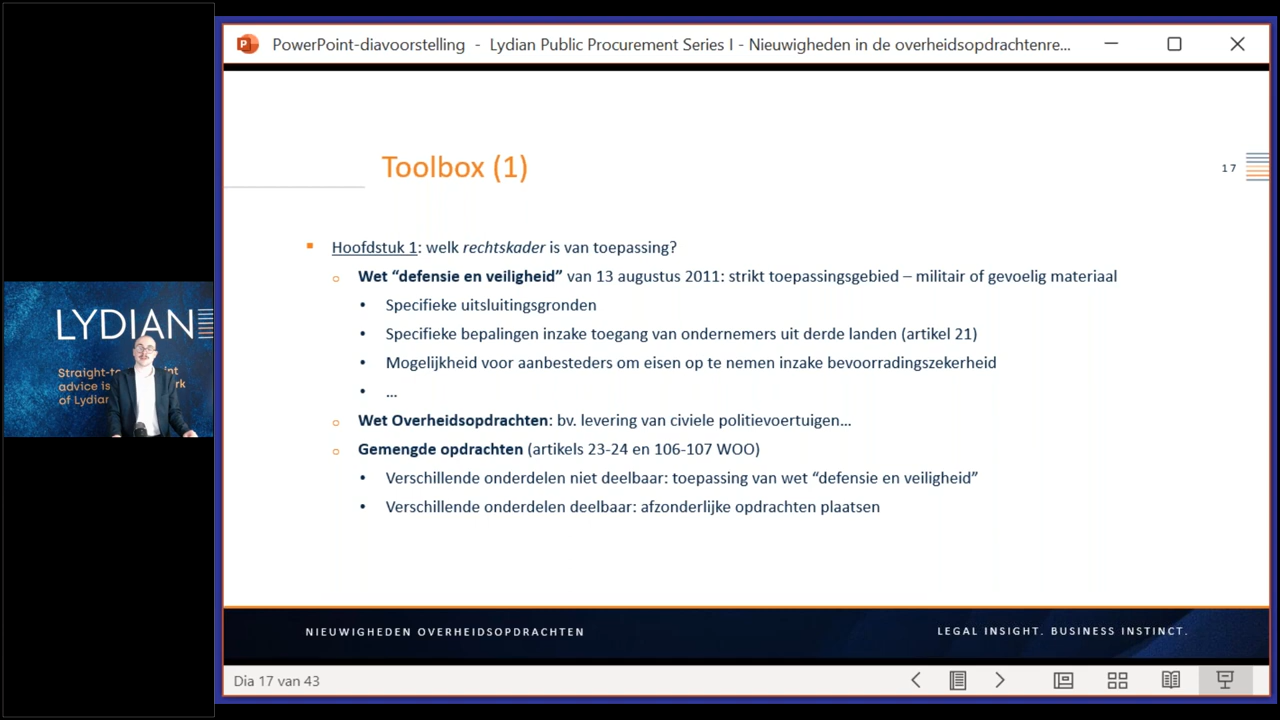 PowerPoint-diavoorstelling - Lydian Public Procurement Series I - Nieuwigheden in de overheidsopdrachtenre...
Toolbox (1)
17
Hoofdstuk 1: welk rechtskader is van toepassing?
Wet “defensie en veiligheid” van 13 augustus 2011: strikt toepassingsgebied – militair of gevoelig materiaal
Specifieke uitsluitingsgronden
Specifieke bepalingen inzake toegang van ondernemers uit derde landen (artikel 21)
Mogelijkheid voor aanbesteders om eisen op te nemen inzake bevoorradingszekerheid
...
Wet Overheidsopdrachten: bv. levering van civiele politievoertuigen...
Gemengde opdrachten (artikels 23-24 en 106-107 WOO)
Verschillende onderdelen niet deelbaar: toepassing van wet “defensie en veiligheid”
Verschillende onderdelen deelbaar: afzonderlijke opdrachten plaatsen
NIEUWIGHEDEN OVERHEIDSOPDRACHTEN
LEGAL INSIGHT. BUSINESS INSTINCT.
Dia 17 van 43
LYDIAN
advice is
of Lydian